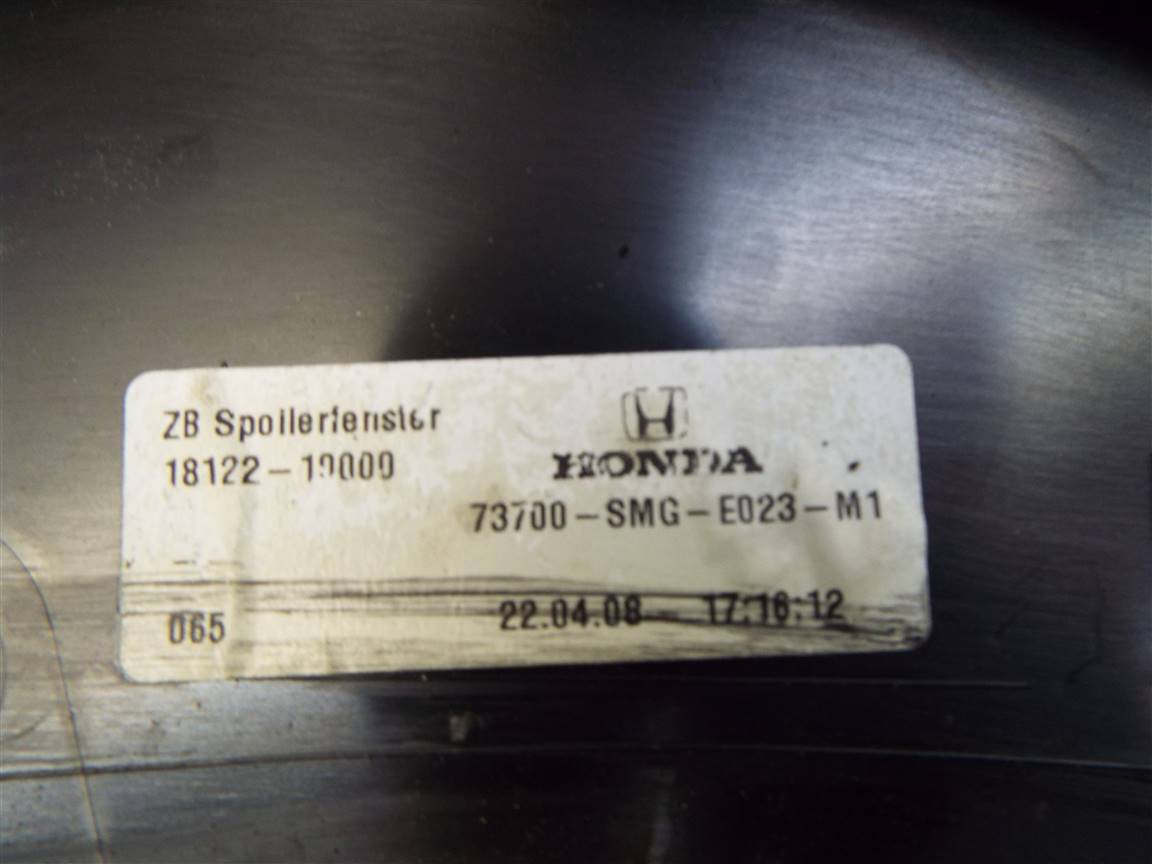 ZB Spoilerfenster
18122-10000
HONDA
73700-SMG-E023-M1
065 22.04.08 17:16:12